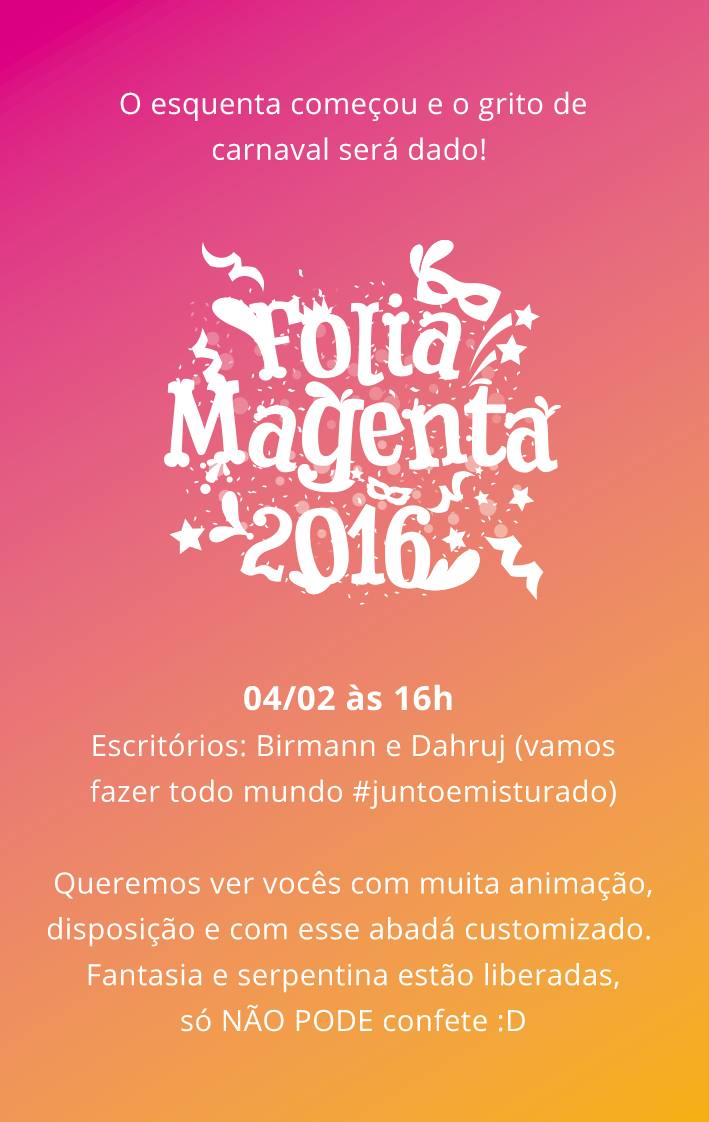 O esquenta começou e o grito de
carnaval será dado!
Folia
Magenta
2016
04/02 às 16h
Escritórios: Birmann e Dahruj (vamos
fazer todo mundo #juntoemisturado)
Queremos ver vocês com muita animação,
disposição e com esse abadá customizado.
Fantasia e serpentina estão liberadas,
só NÃO PODE confete :D